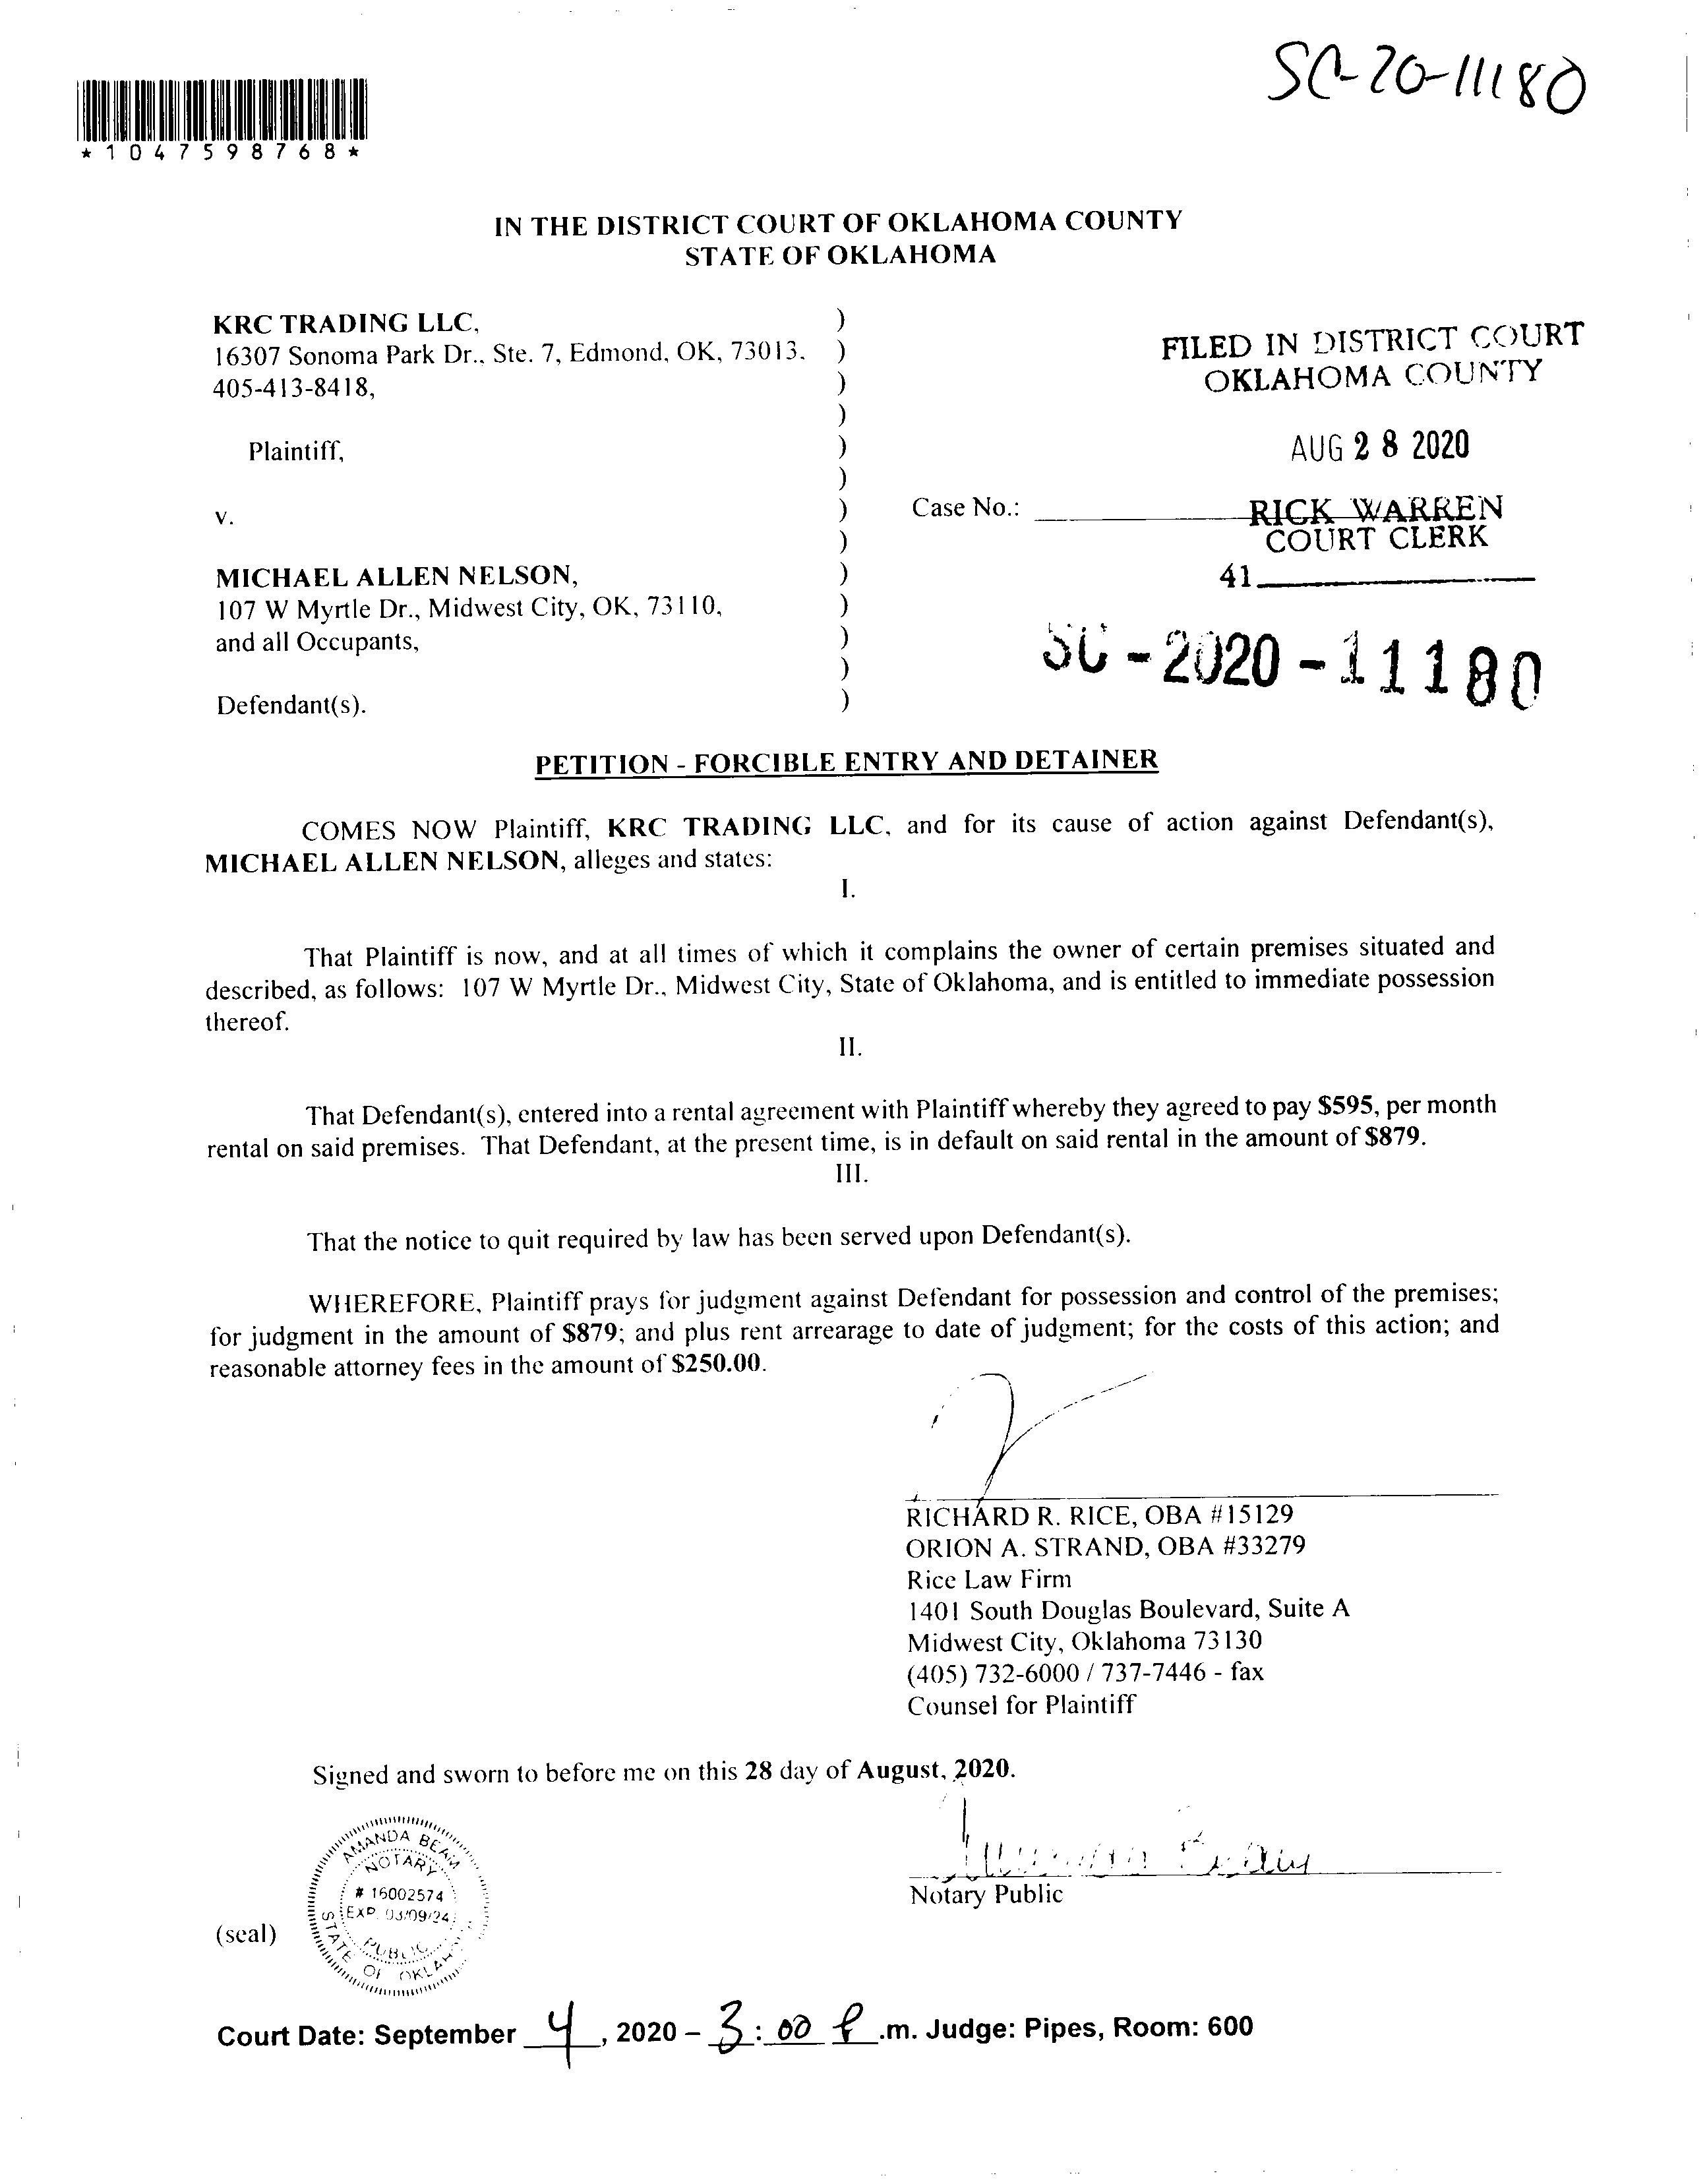 SC-20-11180
*1047598768*
IN THE DISTRICT COURT OF OKLAHOMA COUNTY
STATE OF OKLAHOMA
KRC TRADING LLC, )
16307 Sonoma Park Dr., Ste. 7, Edmond, OK, 73013. )
405-413-8418, )
)
Plaintiff, )
)
v. )
)
MICHAEL ALLEN NELSON, )
107 W Myrtle Dr., Midwest City, OK, 73110, )
and all Occupants, )
)
Defendant(s). )
FILED IN DISTRICT COURT
OKLAHOMA COUNTY
AUG 28 2020
Case No.: RICK WARREN
COURT CLERK
41
SC-2020-11180
PETITION - FORCIBLE ENTRY AND DETAINER
COMES NOW Plaintiff, KRC TRADING LLC, and for its cause of action against Defendant(s),
MICHAEL ALLEN NELSON, alleges and states:
I.
That Plaintiff is now, and at all times of which it complains the owner of certain premises situated and
described, as follows: 107 W Myrtle Dr., Midwest City, State of Oklahoma, and is entitled to immediate possession
thereof.
II.
That Defendant(s), entered into a rental agreement with Plaintiff whereby they agreed to pay $595, per month
rental on said premises. That Defendant, at the present time, is in default on said rental in the amount of $879.
III.
That the notice to quit required by law has been served upon Defendant(s).
WHEREFORE, Plaintiff prays for judgment against Defendant for possession and control of the premises;
for judgment in the amount of $879; and plus rent arrearage to date of judgment; for the costs of this action; and
reasonable attorney fees in the amount of $250.00.
RICHARD R. RICE, OBA #15129
ORION A. STRAND, OBA #33279
Rice Law Firm
1401 South Douglas Boulevard, Suite A
Midwest City, Oklahoma 73130
(405) 732-6000 / 737-7446 - fax
Counsel for Plaintiff
Signed and sworn to before me on this 28 day of August, 2020.
Notary Public
(seal)
AMANDA BEAM
NOTARY
# 16002574
EXP. 03/09/24
PUBLIC
STATE OF OKLAH
Court Date: September 4, 2020 - 3:00 P.m. Judge: Pipes, Room: 600